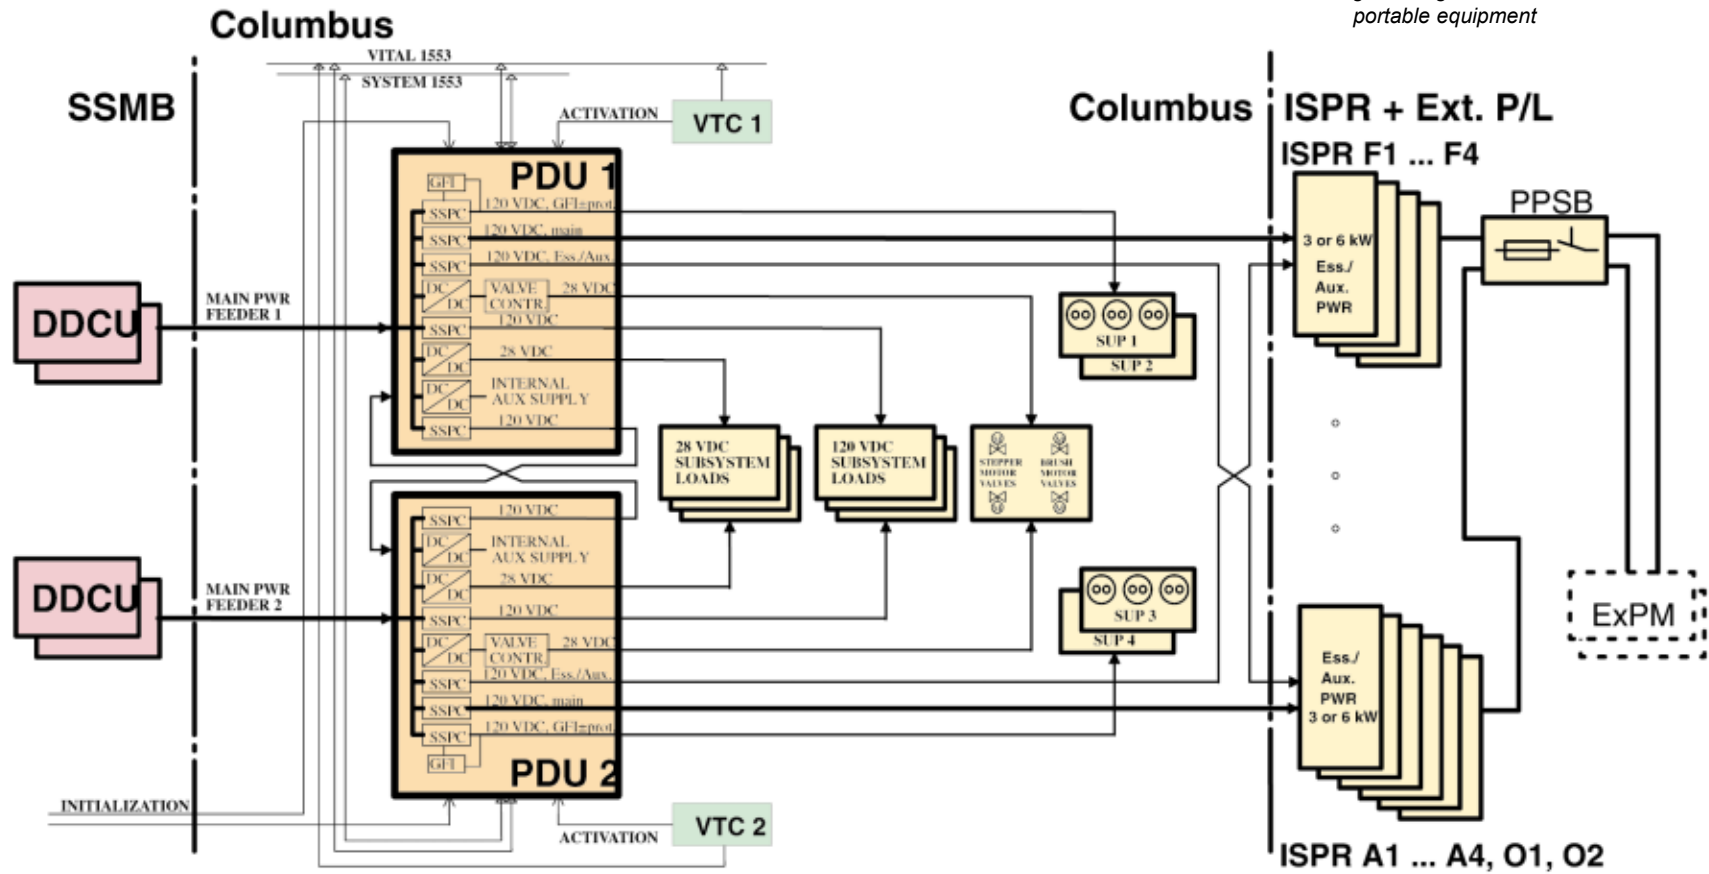 portable equipment
Columbus
VITAL 1553
SYSTEM 1553
SSMB
ACTIVATION
VTC 1
Columbus
ISPR + Ext. P/L
ISPR F1 ... F4
PDU 1
GFI
SSPC
120 VDC, GFI±prot.
SSPC
120 VDC, main
SSPC
120 VDC, Ess./Aux.
DC
DC
VALVE
CONTR.
28 VDC
SSPC
120 VDC
DC
DC
28 VDC
DC
DC
INTERNAL
AUX SUPPLY
SSPC
120 VDC
DDCU
MAIN PWR
FEEDER 1
3 or 6 kW
Ess./
Aux.
PWR
PPSB
SUP 1
SUP 2
28 VDC
SUBSYSTEM
LOADS
120 VDC
SUBSYSTEM
LOADS
STEPPER
MOTOR
VALVES
BRUSH
MOTOR
VALVES
SSPC
120 VDC
DC
DC
INTERNAL
AUX SUPPLY
DC
DC
28 VDC
SSPC
120 VDC
DC
DC
VALVE
CONTR.
28 VDC
SSPC
120 VDC, Ess./Aux.
SSPC
120 VDC, main
SSPC
120 VDC, GFI±prot.
GFI
PDU 2
DDCU
MAIN PWR
FEEDER 2
SUP 3
SUP 4
ExPM
Ess./
Aux.
PWR
3 or 6 kW
INITIALIZATION
ACTIVATION
VTC 2
ISPR A1 ... A4, O1, O2